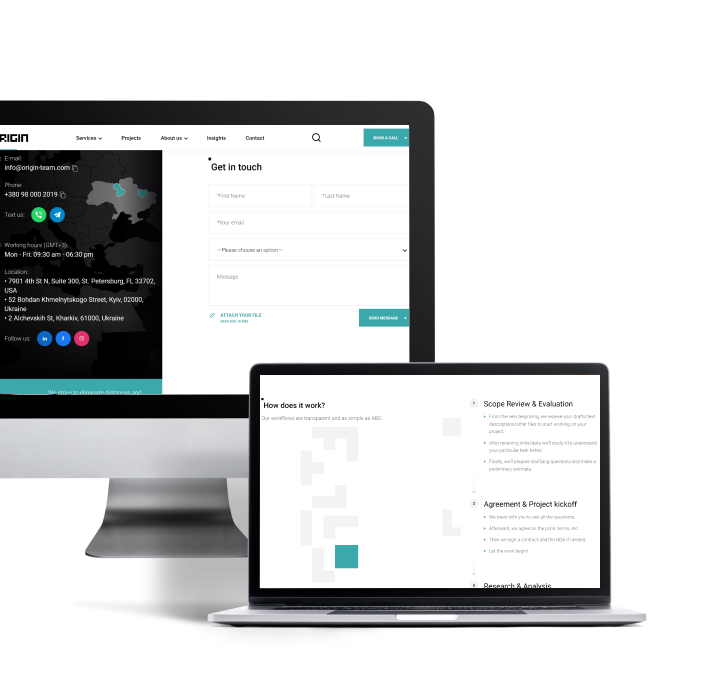 RIGIN
Services
Projects
About us
Insights
Contact
BOOK A CALL
E-mail:
info@origin-team.com
Phone:
+380 98 000 2019
Text us:
Working hours (GMT+3):
Mon - Fri: 09:30 am - 06:30 pm
Location:
• 7901 4th St N, Suite 300, St. Petersburg, FL 33702,
USA
• 52 Bohdan Khmelnytskogo Street, Kyiv, 02000,
Ukraine
• 2 Alchevskih St, Kharkiv, 61000, Ukraine
Follow us:
in
f
We strive to eliminate distances and
Get in touch
*First Name
*Last Name
*Your email
—Please choose an option—
Message
ATTACH YOUR FILE
SEND MESSAGE
How does it work?
Our workflows are transparent and as simple as ABC.
1
Scope Review & Evaluation
• From the very beginning, we receive your drafts/text
descriptions/other files to start working on your
project;
• After receiving initial data we'll study it to understand
your particular task better;
• Finally, we'll prepare clarifying questions and make a
preliminary estimate.
2
Agreement & Project kickoff
• We meet with you to ask all the questions;
• Afterward, we agree on the price, terms, etc.
• Then we sign a contract and the NDA if needed;
• Let the work begin!
3
Research & Analysis